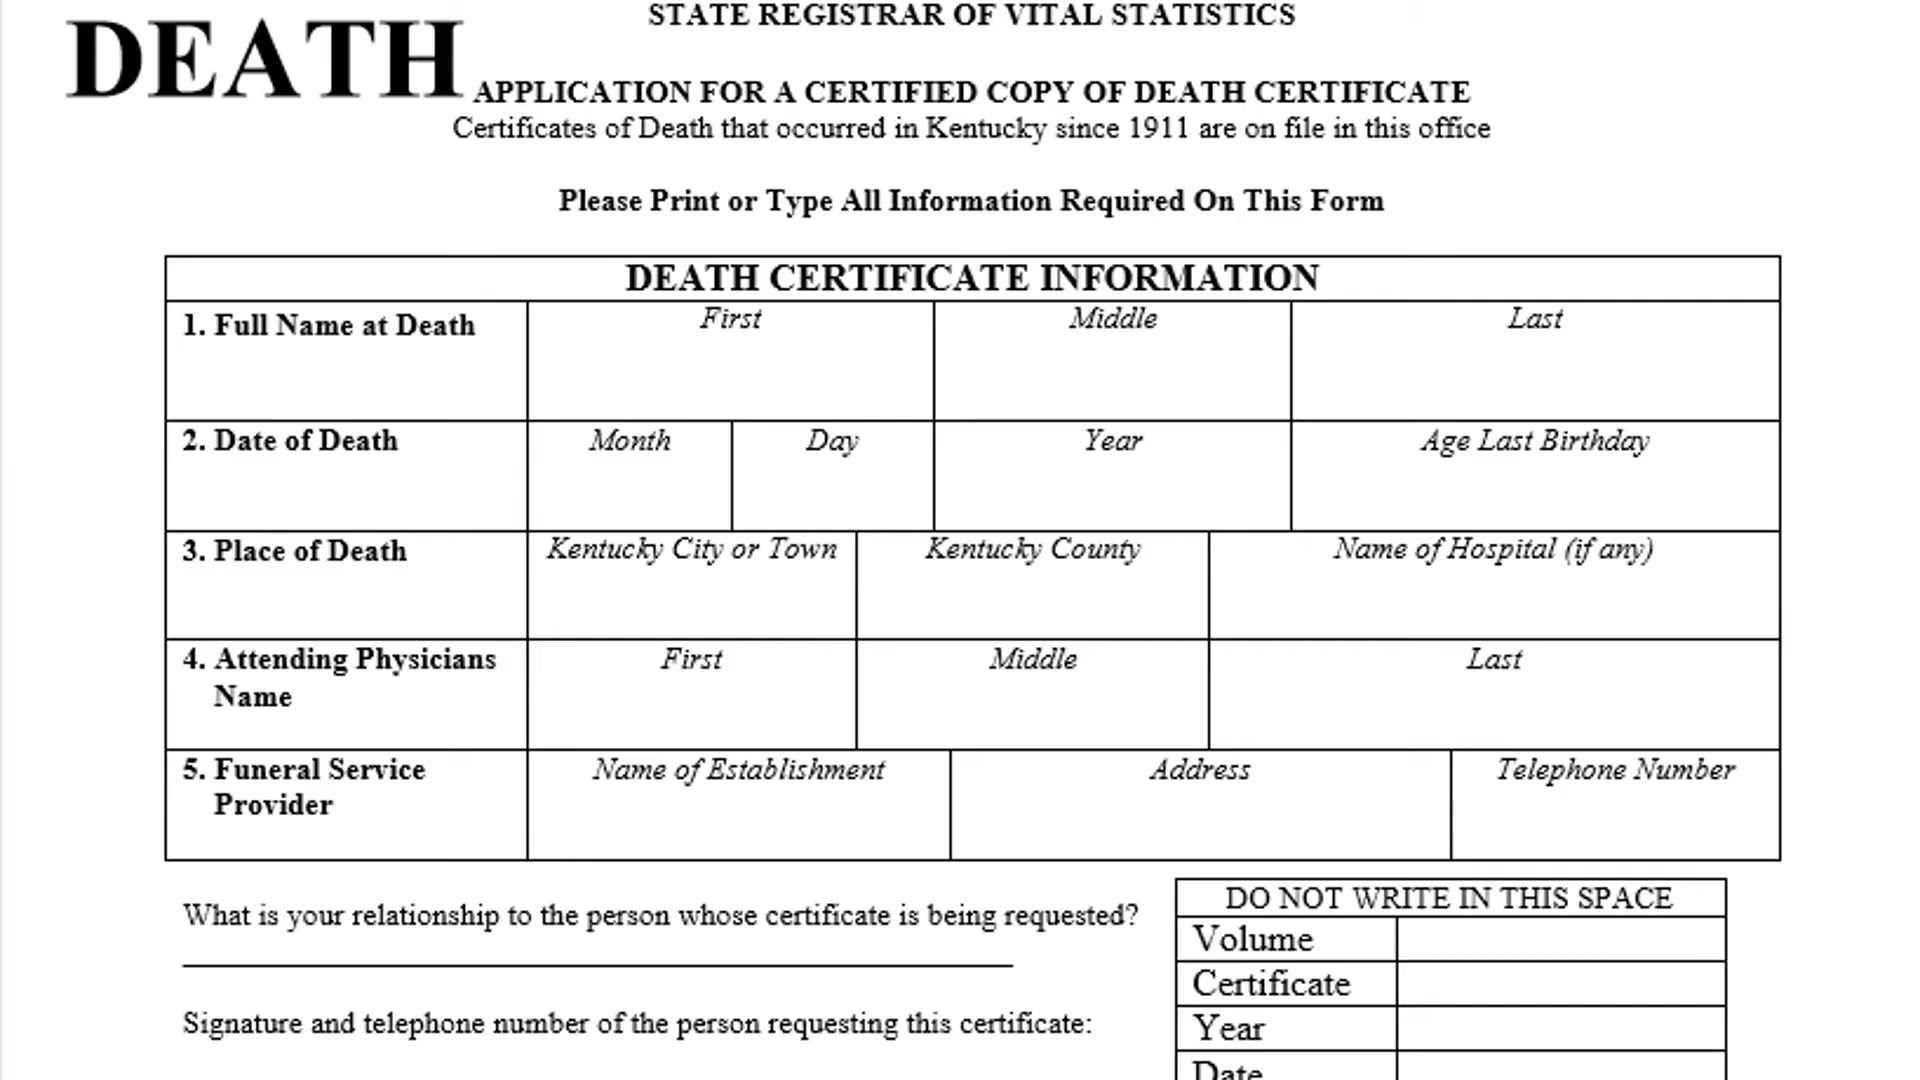 STATE REGISTRAR OF VITAL STATISTICS
DEATH
APPLICATION FOR A CERTIFIED COPY OF DEATH CERTIFICATE
Certificates of Death that occurred in Kentucky since 1911 are on file in this office
Please Print or Type All Information Required On This Form
DEATH CERTIFICATE INFORMATION
1. Full Name at Death First Middle Last
2. Date of Death Month Day Year Age Last Birthday
3. Place of Death Kentucky City or Town Kentucky County Name of Hospital (if any)
4. Attending Physicians First Middle Last
Name
5. Funeral Service Name of Establishment Address Telephone Number
Provider
What is your relationship to the person whose certificate is being requested?
Signature and telephone number of the person requesting this certificate:
DO NOT WRITE IN THIS SPACE
Volume
Certificate
Year
Date